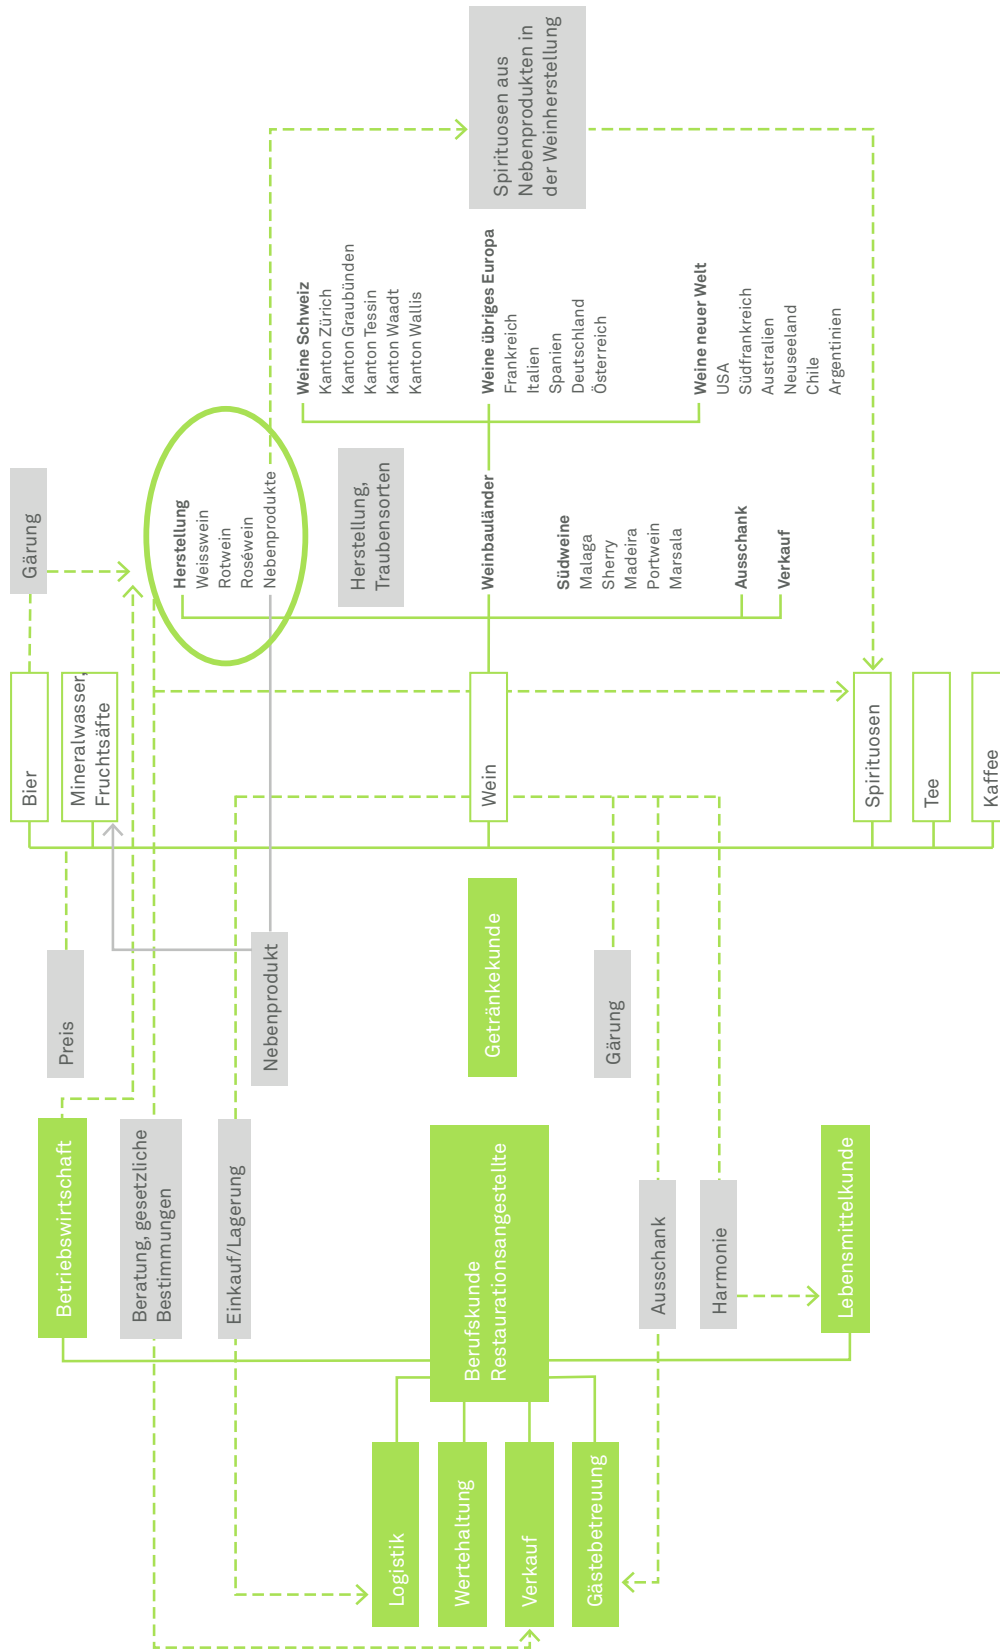 Logistik
Wertehaltung
Verkauf
Gästebetreuung
Betriebswirtschaft
Beratung, gesetzliche
Bestimmungen
Einkauf/Lagerung
Berufskunde
Restaurationsangestellte
Ausschank
Harmonie
Lebensmittelkunde
Preis
Nebenprodukt
Getränkekunde
Gärung
Bier
Mineralwasser,
Fruchtsäfte
Wein
Spirituosen
Tee
Kaffee
Gärung
Herstellung
Weisswein
Rotwein
Roséwein
Nebenprodukte
Herstellung,
Traubensorten
Weinbauländer
Südweine
Malaga
Sherry
Madeira
Portwein
Marsala
Ausschank
Verkauf
Weine Schweiz
Kanton Zürich
Kanton Graubünden
Kanton Tessin
Kanton Waadt
Kanton Wallis
Weine übriges Europa
Frankreich
Italien
Spanien
Deutschland
Österreich
Weine neuer Welt
USA
Südfrankreich
Australien
Neuseeland
Chile
Argentinien
Spirituosen aus
Nebenprodukten in
der Weinherstellung